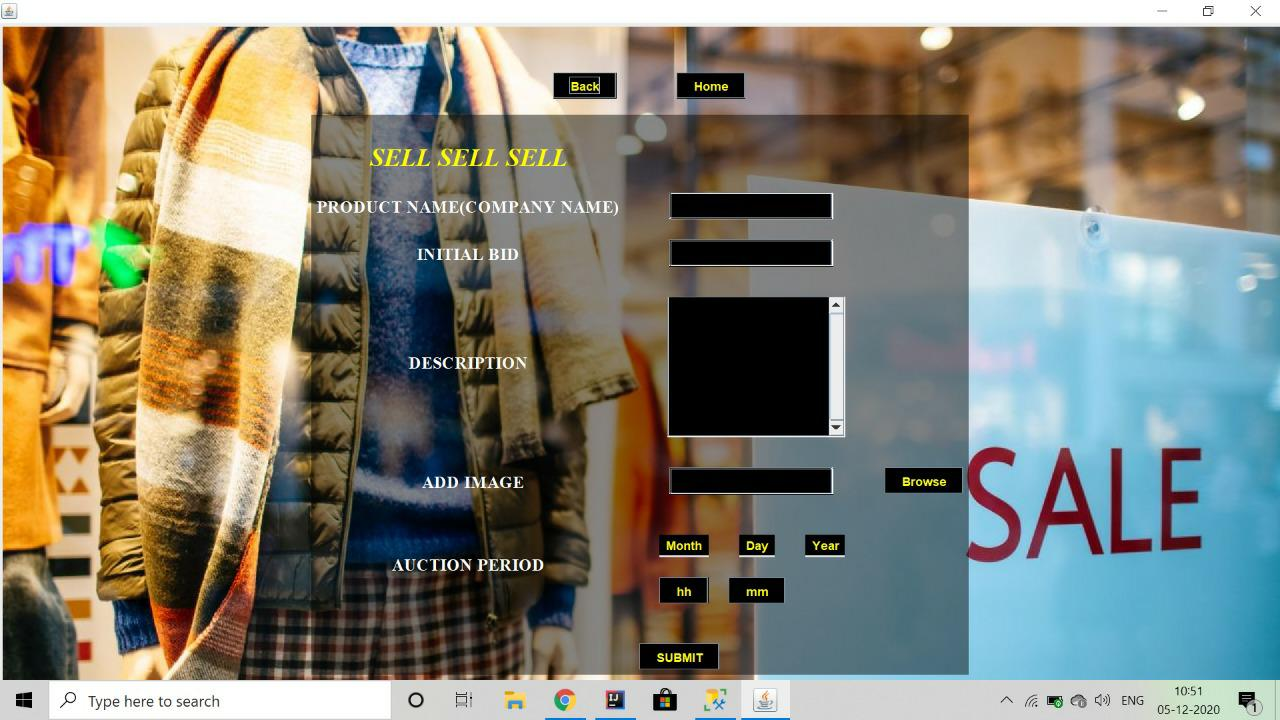 Back Home
SELL SELL SELL
PRODUCT NAME(COMPANY NAME)
INITIAL BID
DESCRIPTION
ADD IMAGE Browse
SALE
Month Day Year
AUCTION PERIOD
hh mm
SUBMIT
Type here to search
ENG
10:51
05-12-2020
1